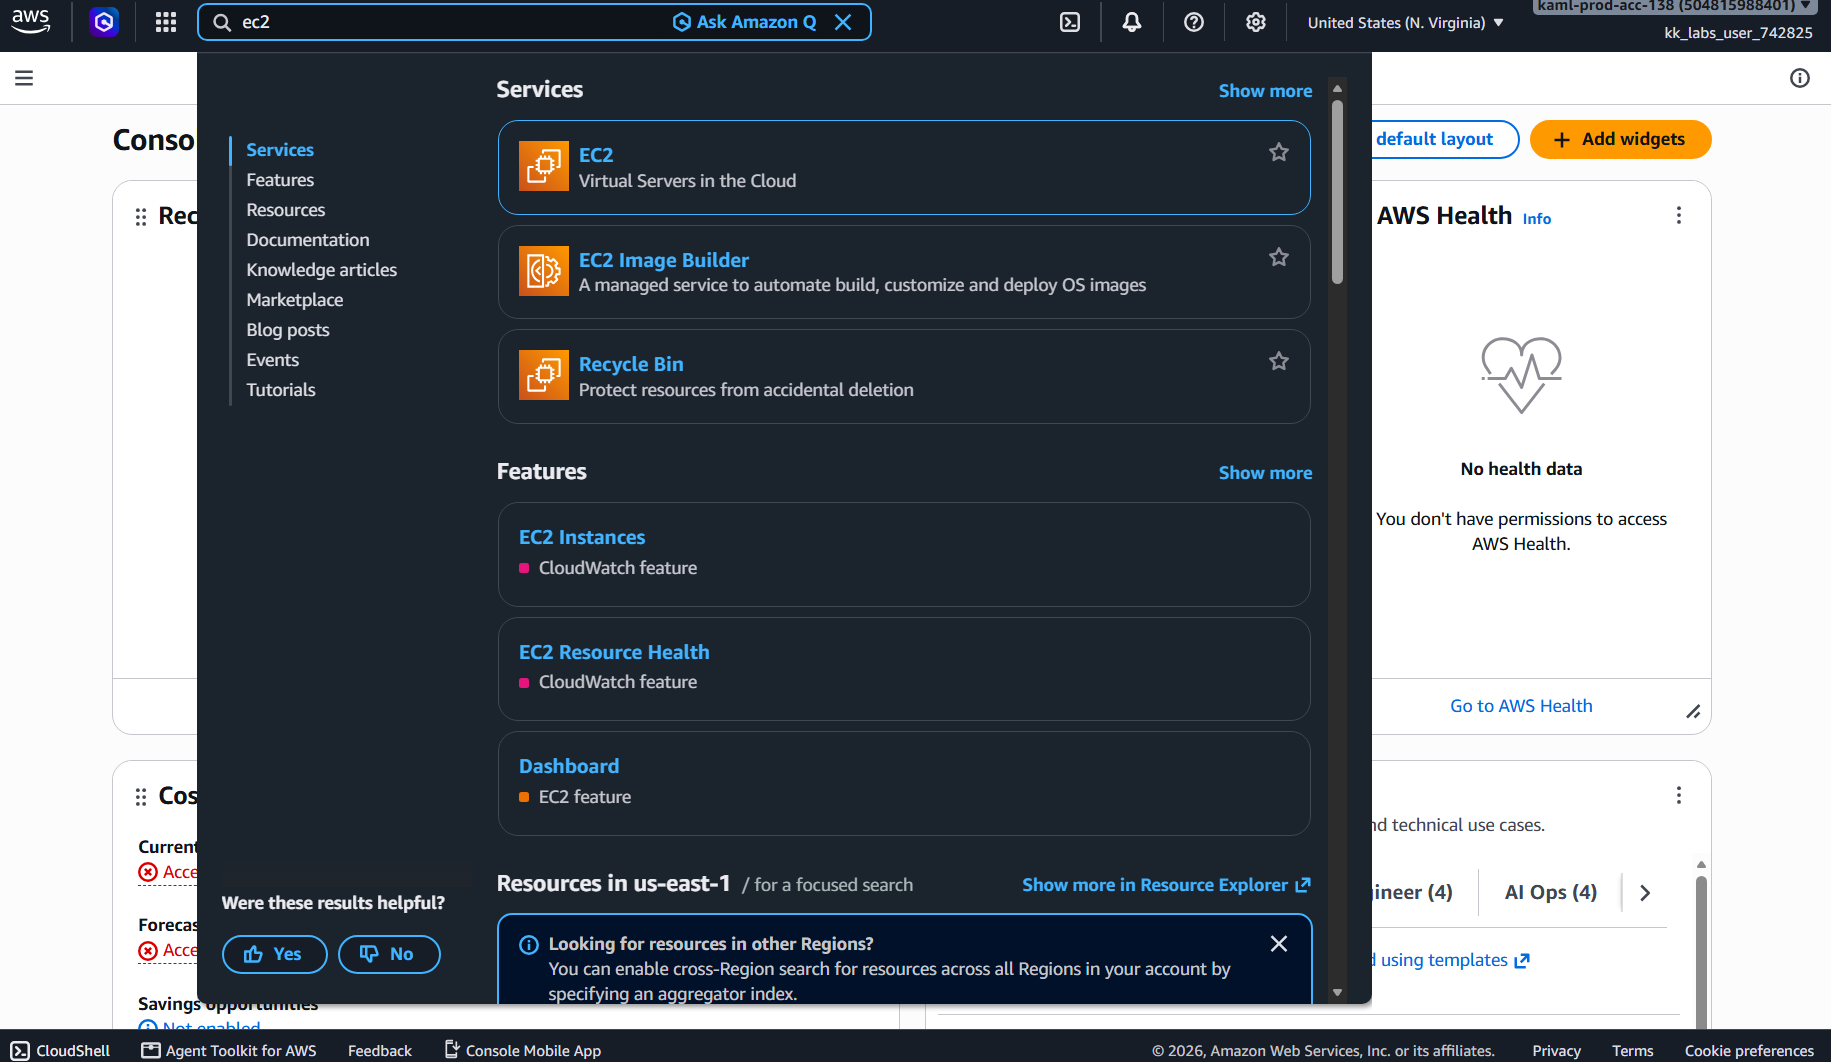 aws
ec2
Ask Amazon Q
United States (N. Virginia)
kaml-prod-acc-138 (504815988401)
kk_labs_user_742825
Services
Show more
Services
Features
Resources
Documentation
Knowledge articles
Marketplace
Blog posts
Events
Tutorials
EC2
Virtual Servers in the Cloud
EC2 Image Builder
A managed service to automate build, customize and deploy OS images
Recycle Bin
Protect resources from accidental deletion
Features
Show more
EC2 Instances
CloudWatch feature
EC2 Resource Health
CloudWatch feature
Dashboard
EC2 feature
Resources in us-east-1 / for a focused search
Show more in Resource Explorer
Looking for resources in other Regions?
You can enable cross-Region search for resources across all Regions in your account by
specifying an aggregator index.
Were these results helpful?
Yes
No
Conso
default layout
Add widgets
Rec
AWS Health Info
No health data
You don't have permissions to access
AWS Health.
Go to AWS Health
Cos
Current
Acce
Forecas
Acce
Savings opportunities
Not enabled
nd technical use cases.
ineer (4)
AI Ops (4)
using templates
CloudShell
Agent Toolkit for AWS
Feedback
Console Mobile App
© 2026, Amazon Web Services, Inc. or its affiliates.
Privacy
Terms
Cookie preferences